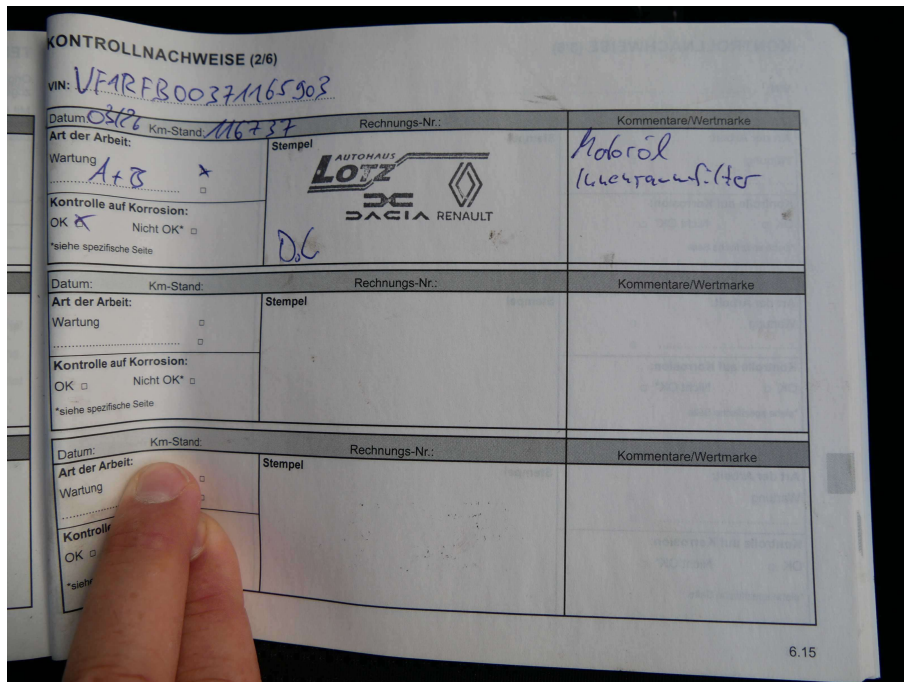 KONTROLLNACHWEISE (2/6)
VIN: VF1RFB00371165903
Datum: 03/26 Km-Stand: 116737 Rechnungs-Nr.: Kommentare/Wertmarke
Art der Arbeit:
Wartung
A+B
Stempel
AUTOHAUS
LOTZ
DACIA RENAULT
D.C
Motoröl
Innenraumfilter
Kontrolle auf Korrosion:
OK Nicht OK*
*siehe spezifische Seite
Datum: Km-Stand: Rechnungs-Nr.: Kommentare/Wertmarke
Art der Arbeit:
Stempel
Wartung
Kontrolle auf Korrosion:
OK Nicht OK*
*siehe spezifische Seite
Datum: Km-Stand: Rechnungs-Nr.: Kommentare/Wertmarke
Art der Arbeit:
Stempel
Wartung
OK
6.15